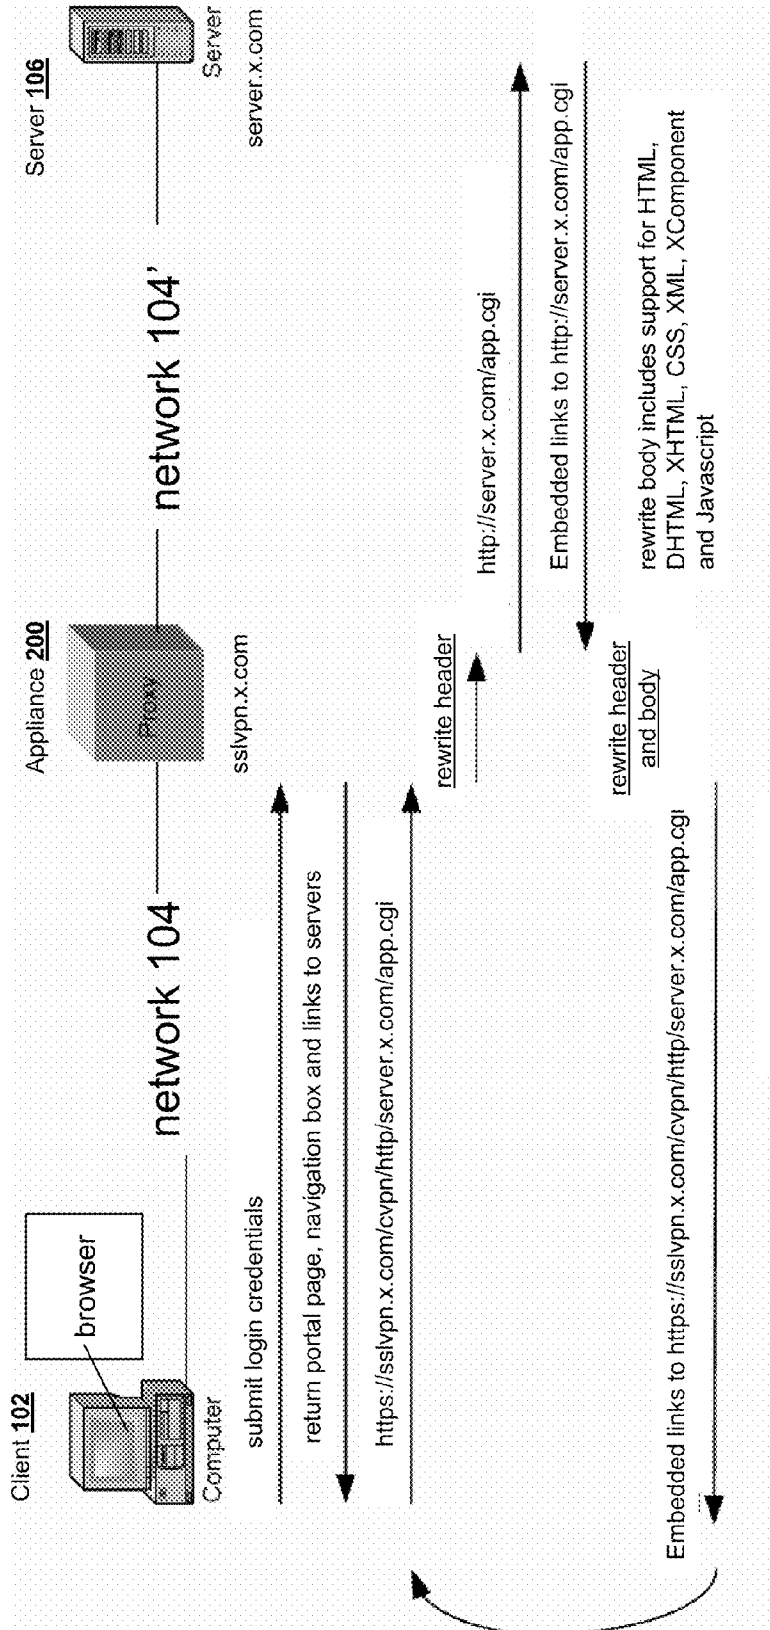 Client 102
browser
Computer
network 104
Appliance 200
Proxy
sslvpn.x.com
network 104'
Server 106
Server
server.x.com
submit login credentials
return portal page, navigation box and links to servers
https://sslvpn.x.com/cvpn/http/server.x.com/app.cgi
rewrite header
http://server.x.com/app.cgi
Embedded links to http://server.x.com/app.cgi
rewrite header
and body
rewrite body includes support for HTML,
DHTML, XHTML, CSS, XML, XComponent
and Javascript
Embedded links to https://sslvpn.x.com/cvpn/http/server.x.com/app.cgi